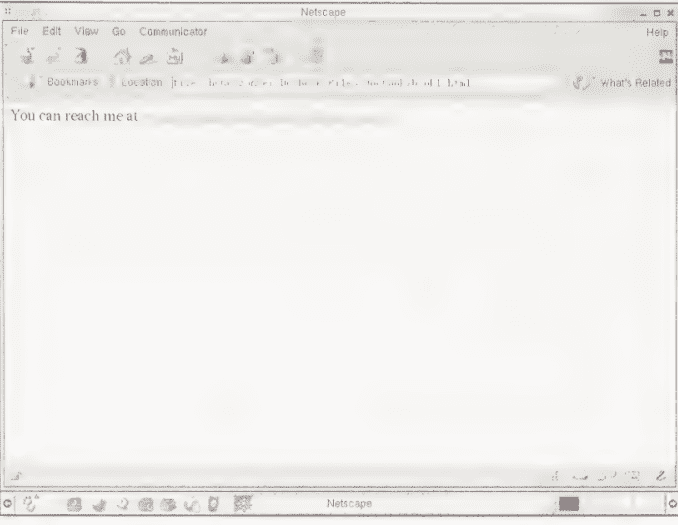 Netscape
File Edit View Go Communicator Help
Bookmarks Location What's Related
You can reach me at
Netscape